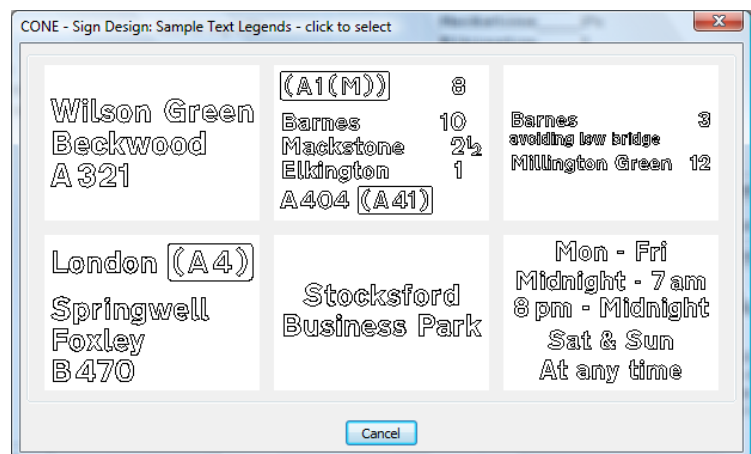 CONE - Sign Design: Sample Text Legends - click to select
Wilson Green
Beckwood
A 321
(A1(M)) 8
Barnes 10
Mackstone 2½
Elkington 1
A404 (A41)
Barnes 3
avoiding low bridge
Millington Green 12
London (A4)
Springwell
Foxley
B470
Stocksford
Business Park
Mon - Fri
Midnight - 7 am
8 pm - Midnight
Sat & Sun
At any time
Cancel